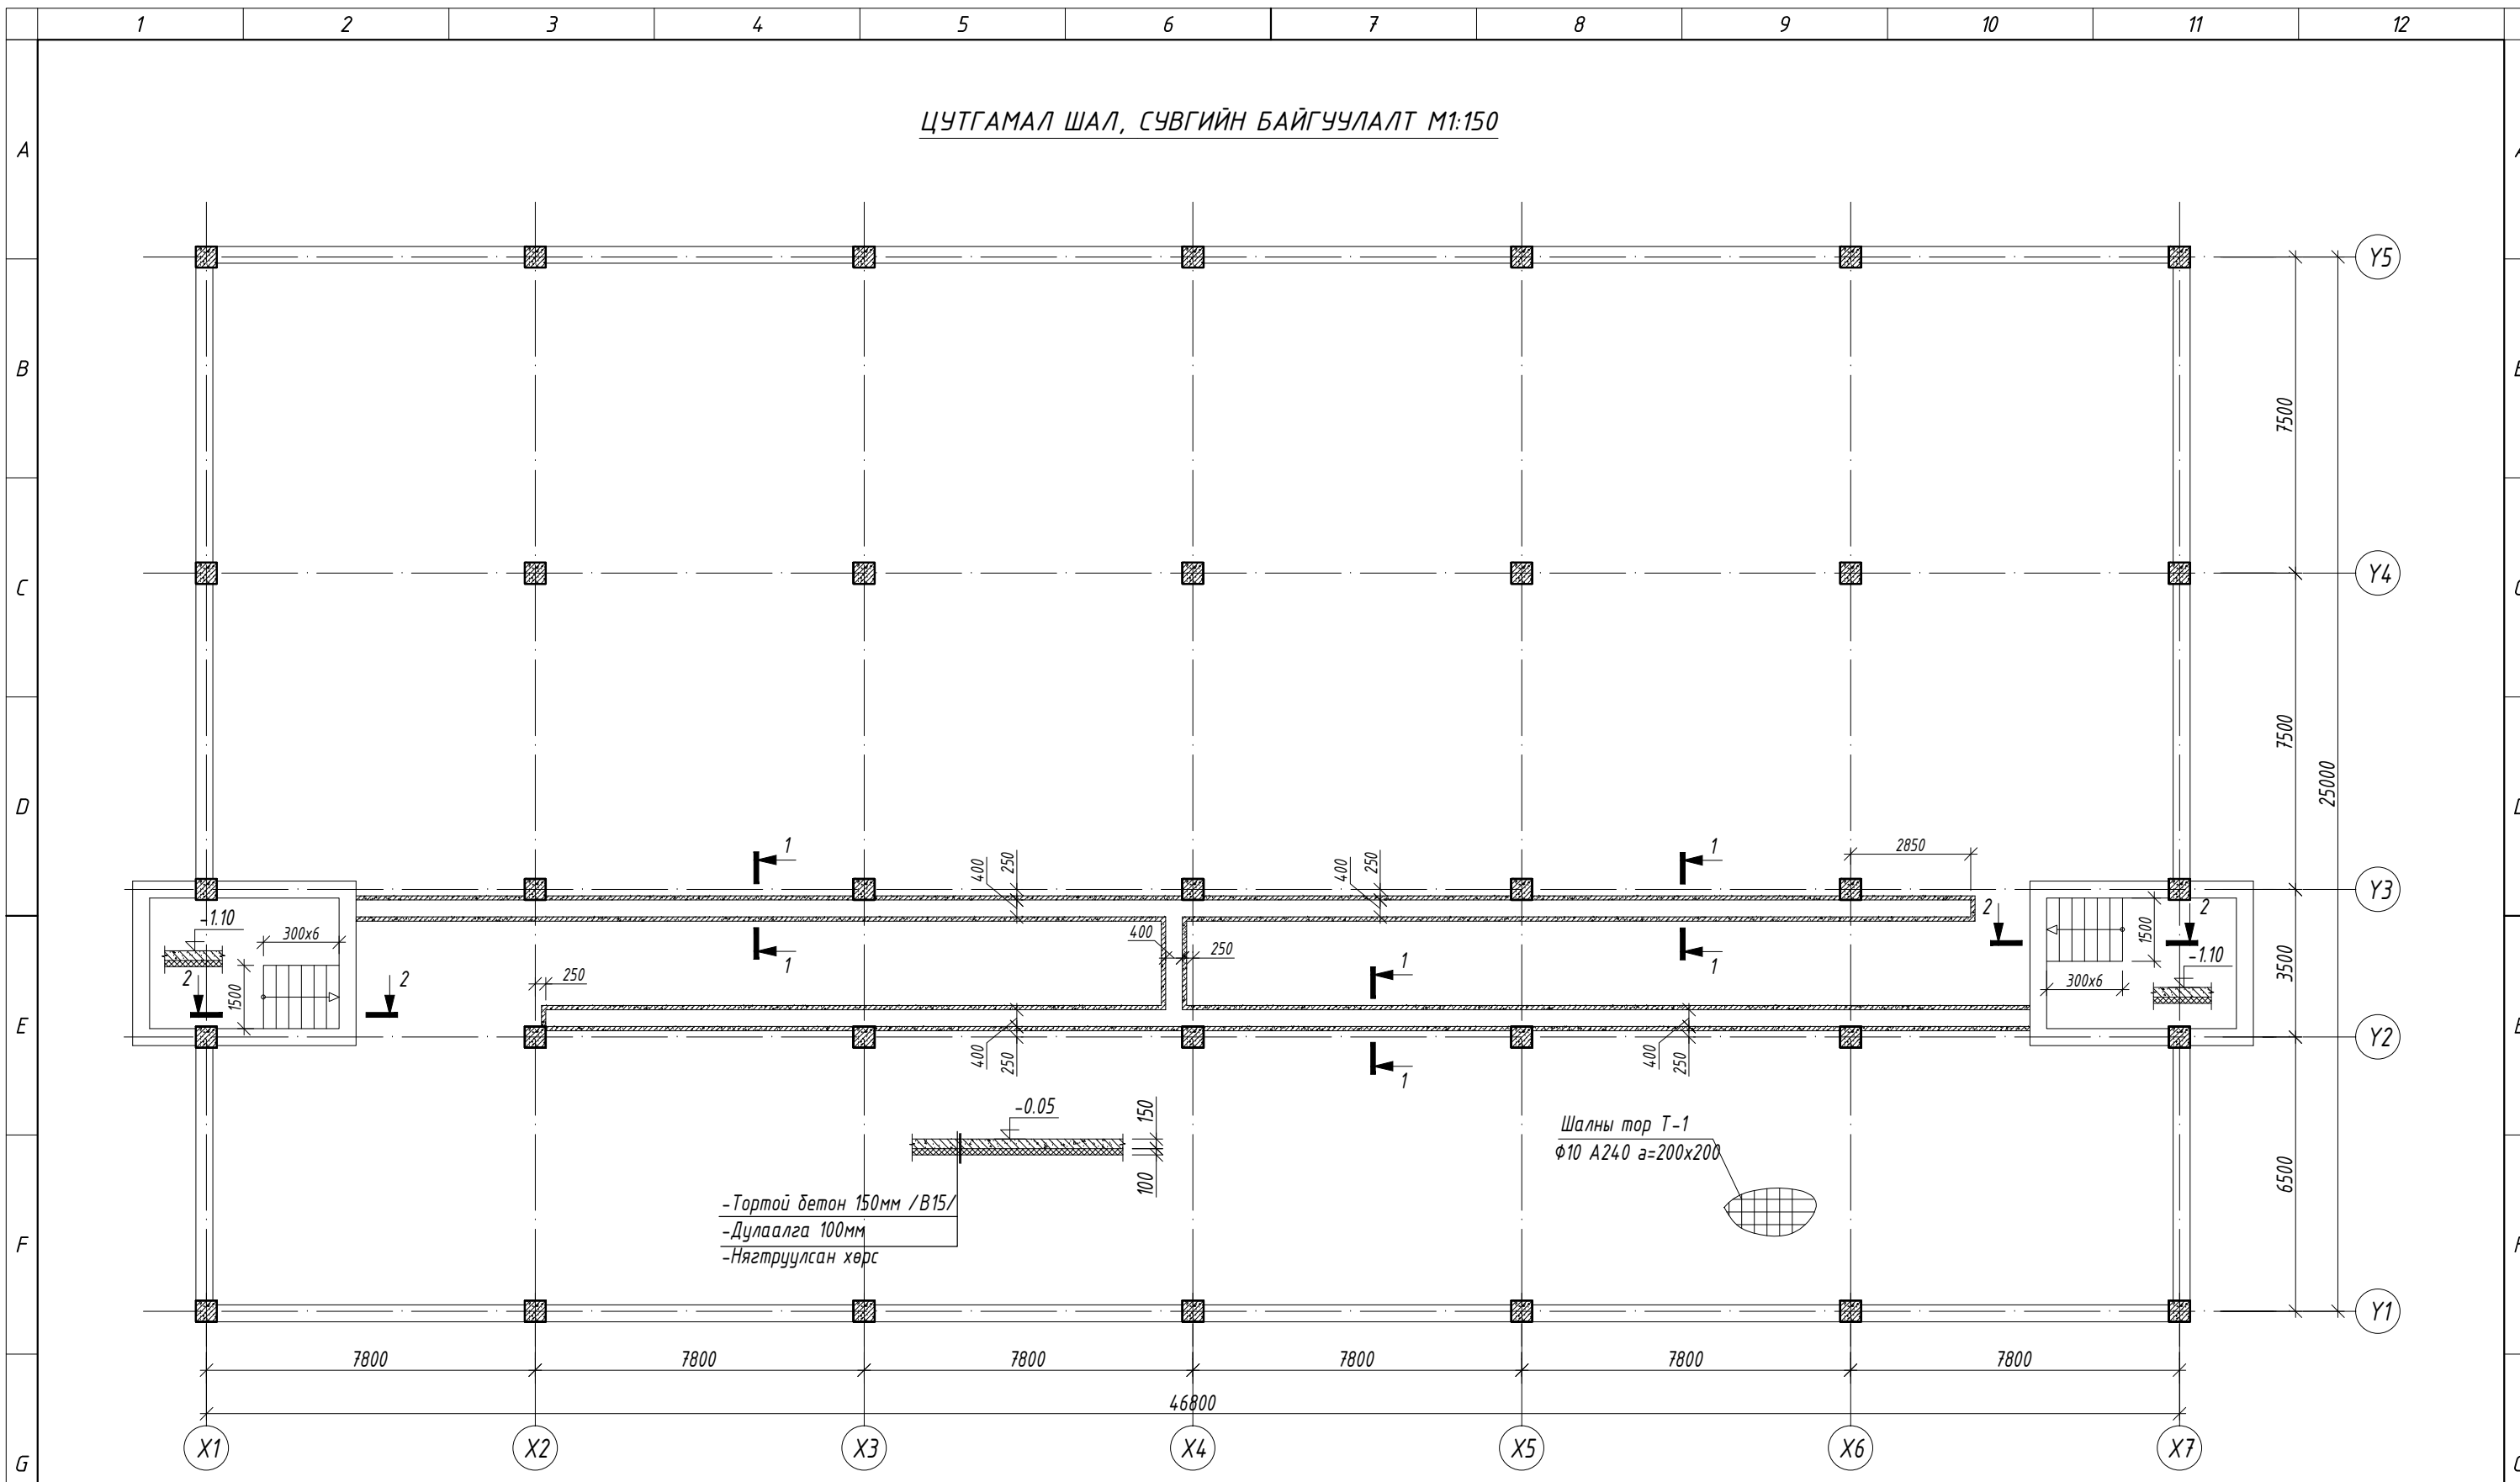 1 2 3 4 5 6 7 8 9 10 11 12
ЦУТГАМАЛ ШАЛ, СУВГИЙН БАЙГУУЛАЛТ М1:150
A
Y5
B
7500
C
Y4
D
7500
25000
1
400
250
400
250
1
2850
Y3
-1.10
300x6
1
400
250
1
1
2
1500
2
-1.10
300x6
3500
2
1500
2
250
E
400
250
1
400
250
Y2
-0.05
150
100
Шалны тор Т-1
ϕ10 А240 a=200x200
6500
-Тортой бетон 150мм /В15/
-Дулаалга 100мм
-Нягтруулсан хөрс
F
Y1
7800 7800 7800 7800 7800 7800
46800
X1 X2 X3 X4 X5 X6 X7
G